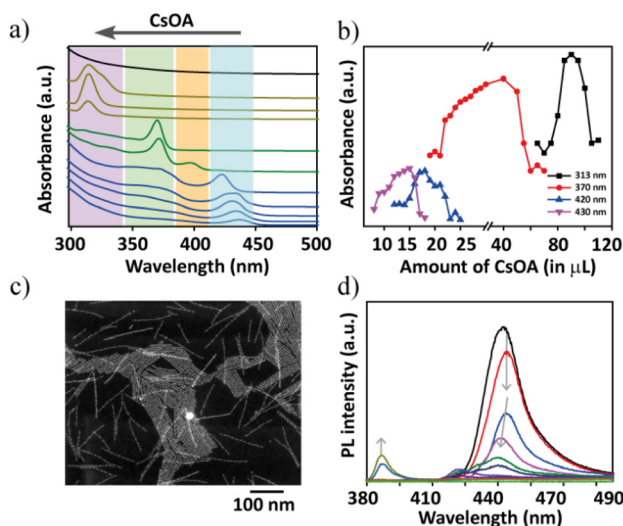 a)
CsOA
Absorbance (a.u.)
300 350 400 450 500
Wavelength (nm)
b)
Absorbance (a.u.)
313 nm
370 nm
420 nm
430 nm
10 15 20 25 40 80 120
Amount of CsOA (in μL)
c)
100 nm
d)
PL intensity (a.u.)
380 410 440 470 490
Wavelength (nm)